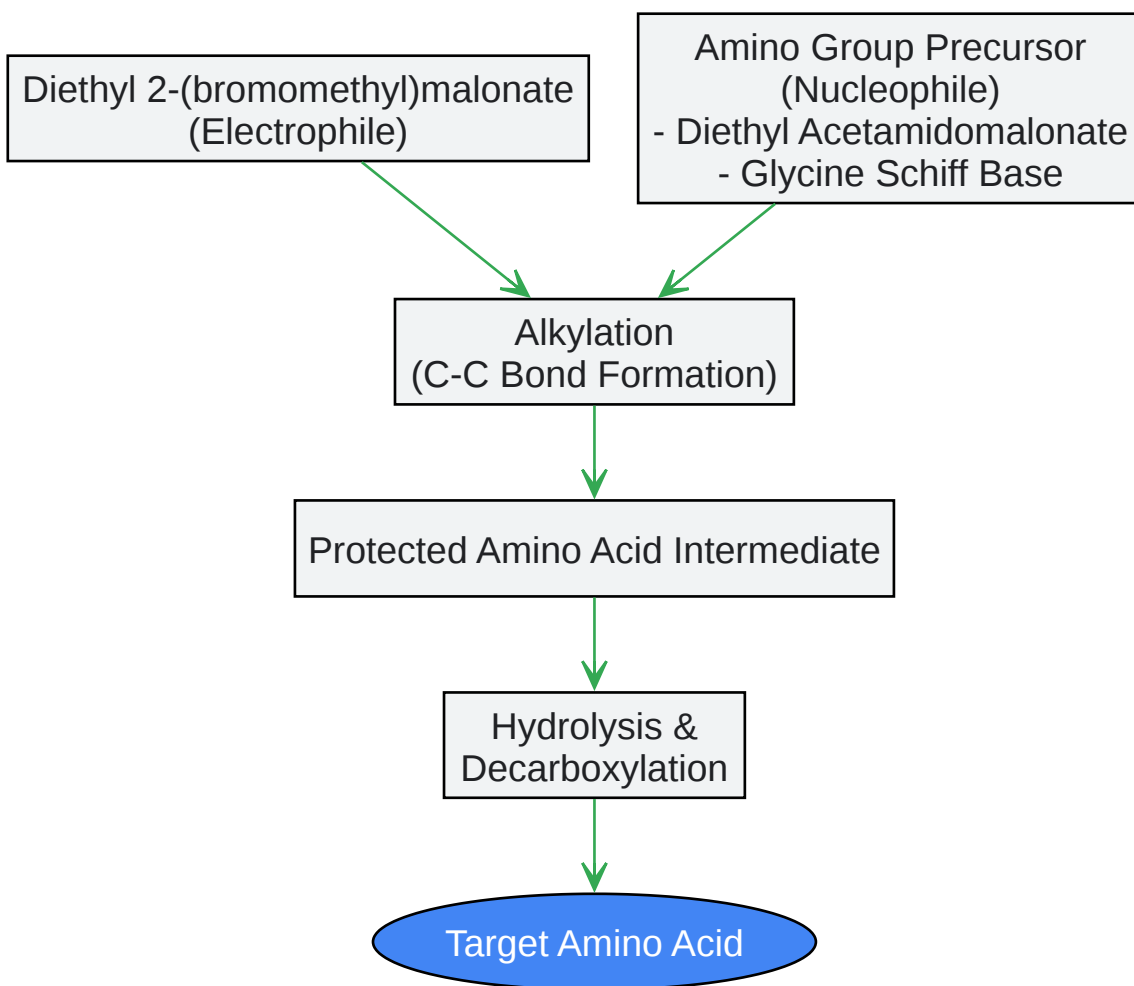 Diethyl 2-(bromomethyl)malonate
(Electrophile)
Amino Group Precursor
(Nucleophile)
- Diethyl Acetamidomalonate
- Glycine Schiff Base
Alkylation
(C-C Bond Formation)
Protected Amino Acid Intermediate
Hydrolysis &
Decarboxylation
Target Amino Acid